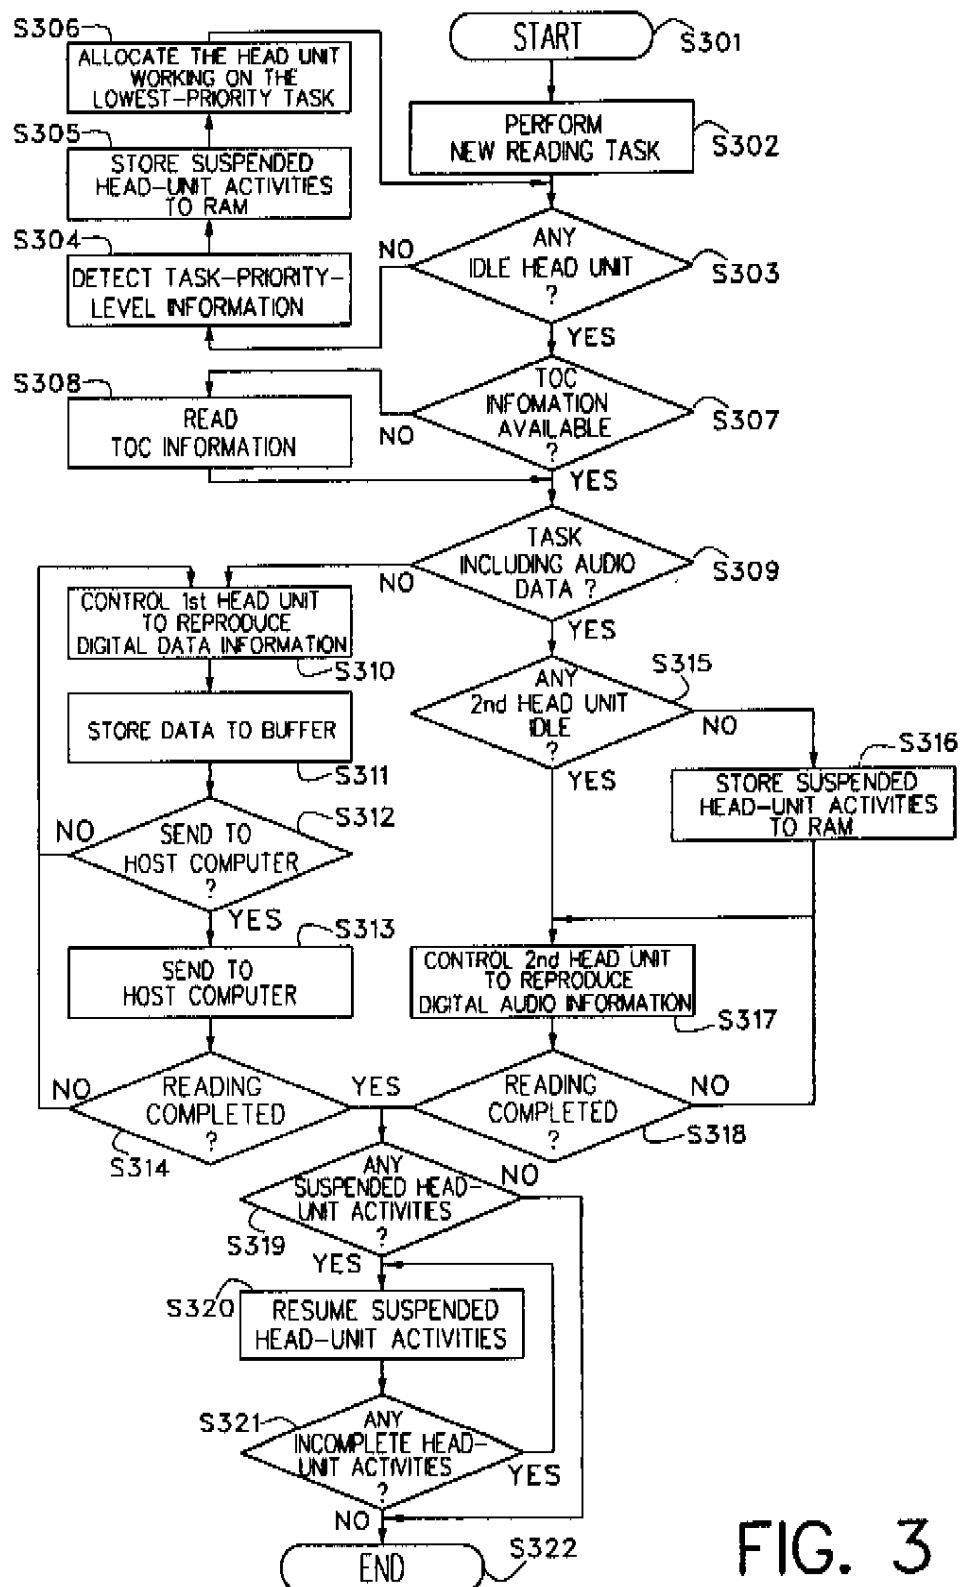 START
S301
PERFORM
NEW READING TASK
S302
S306
ALLOCATE THE HEAD UNIT
WORKING ON THE
LOWEST-PRIORITY TASK
S305
STORE SUSPENDED
HEAD-UNIT ACTIVITIES
TO RAM
S304
DETECT TASK-PRIORITY-
LEVEL INFORMATION
NO
ANY
IDLE HEAD UNIT
?
S303
YES
S308
READ
TOC INFORMATION
NO
TOC
INFOMATION
AVAILABLE
?
S307
YES
TASK
INCLUDING AUDIO
DATA ?
S309
NO
YES
CONTROL 1st HEAD UNIT
TO REPRODUCE
DIGITAL DATA INFORMATION
S310
STORE DATA TO BUFFER
S311
NO
SEND TO
HOST COMPUTER
?
S312
YES
SEND TO
HOST COMPUTER
S313
NO
READING
COMPLETED
?
S314
YES
ANY
2nd HEAD UNIT
IDLE
?
S315
NO
YES
S316
STORE SUSPENDED
HEAD-UNIT ACTIVITIES
TO RAM
CONTROL 2nd HEAD UNIT
TO REPRODUCE
DIGITAL AUDIO INFORMATION
S317
READING
COMPLETED
?
NO
S318
ANY
SUSPENDED HEAD-
UNIT ACTIVITIES
?
NO
S319
YES
S320
RESUME SUSPENDED
HEAD-UNIT ACTIVITIES
S321
ANY
INCOMPLETE HEAD-
UNIT ACTIVITIES
?
YES
NO
END
S322
FIG. 3